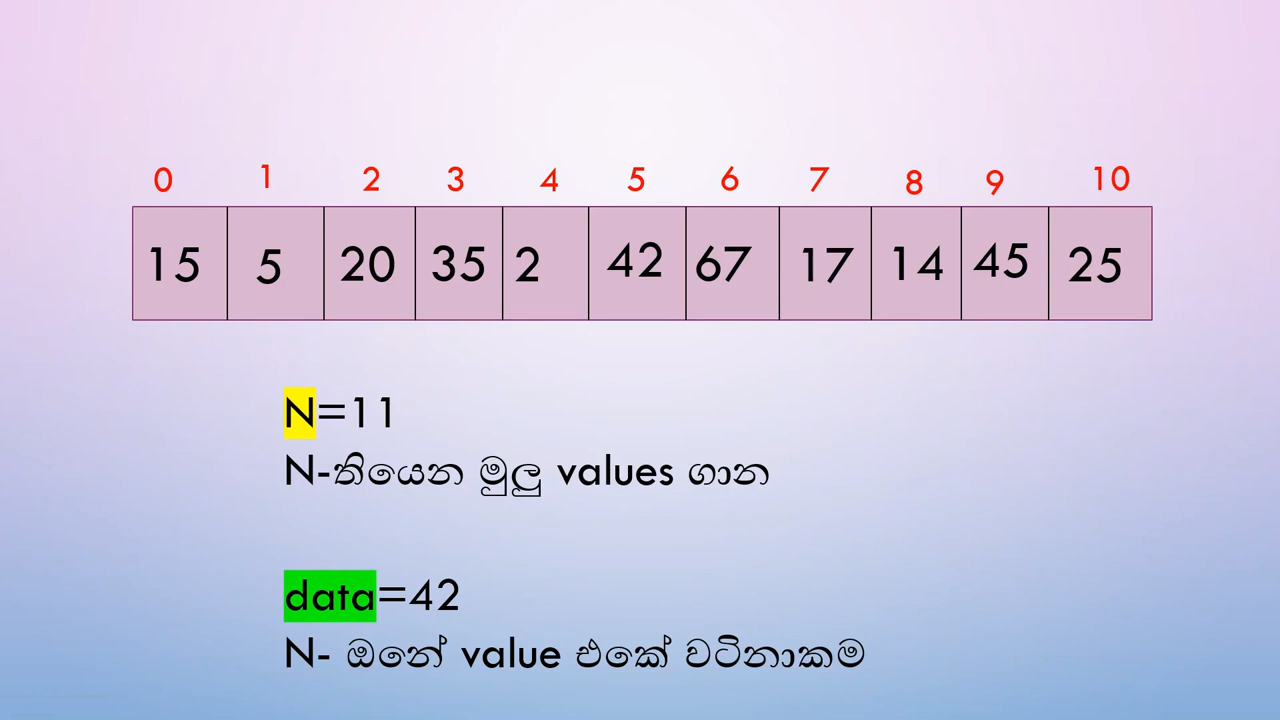 0 1 2 3 4 5 6 7 8 9 10
15 5 20 35 2 42 67 17 14 45 25
N=11
N-තියෙන මුලු values ගාන
data=42
N- ඔනේ value එකේ වටිනාකම